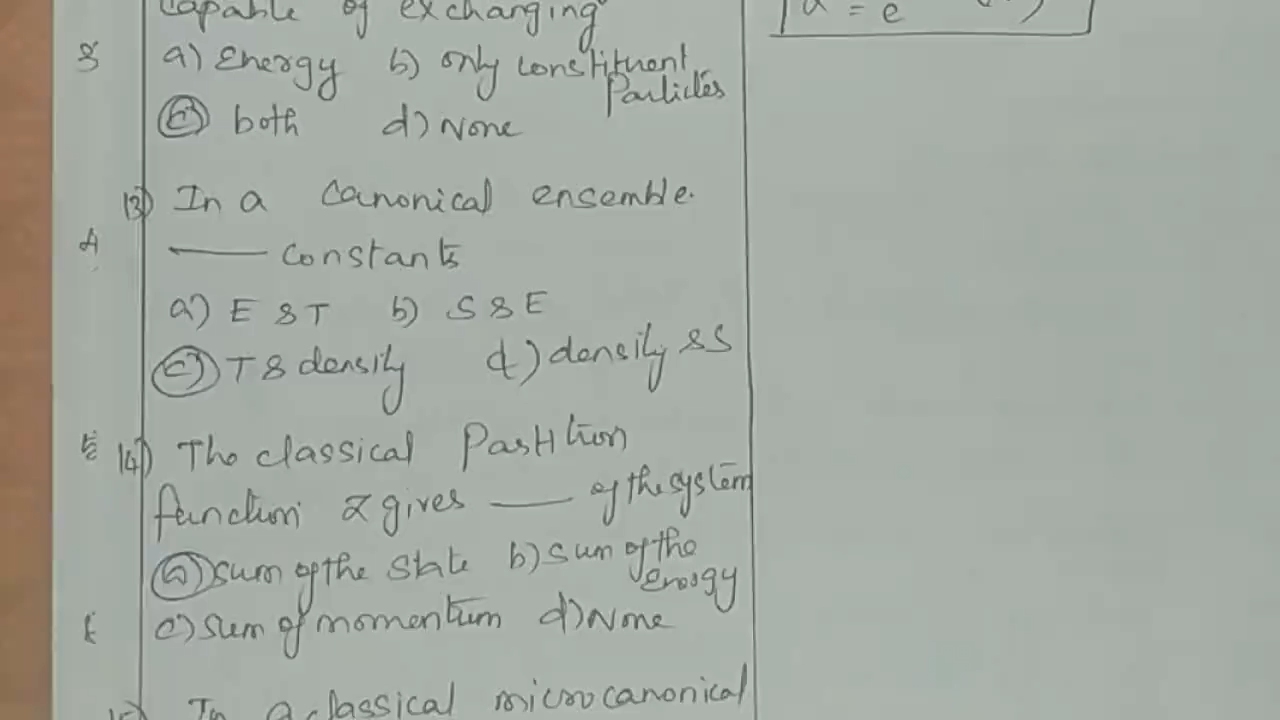 capable of exchanging
a) Energy b) only constituent
Particles
c) both d) None
13) In a canonical ensemble.
—— constants
a) E & T b) S & E
c) T & density d) density & S
14) The classical Partition
function Z gives —— of the system
a) sum of the state b) sum of the
energy
c) sum of momentum d) None
15) In a classical microcanonical
= e